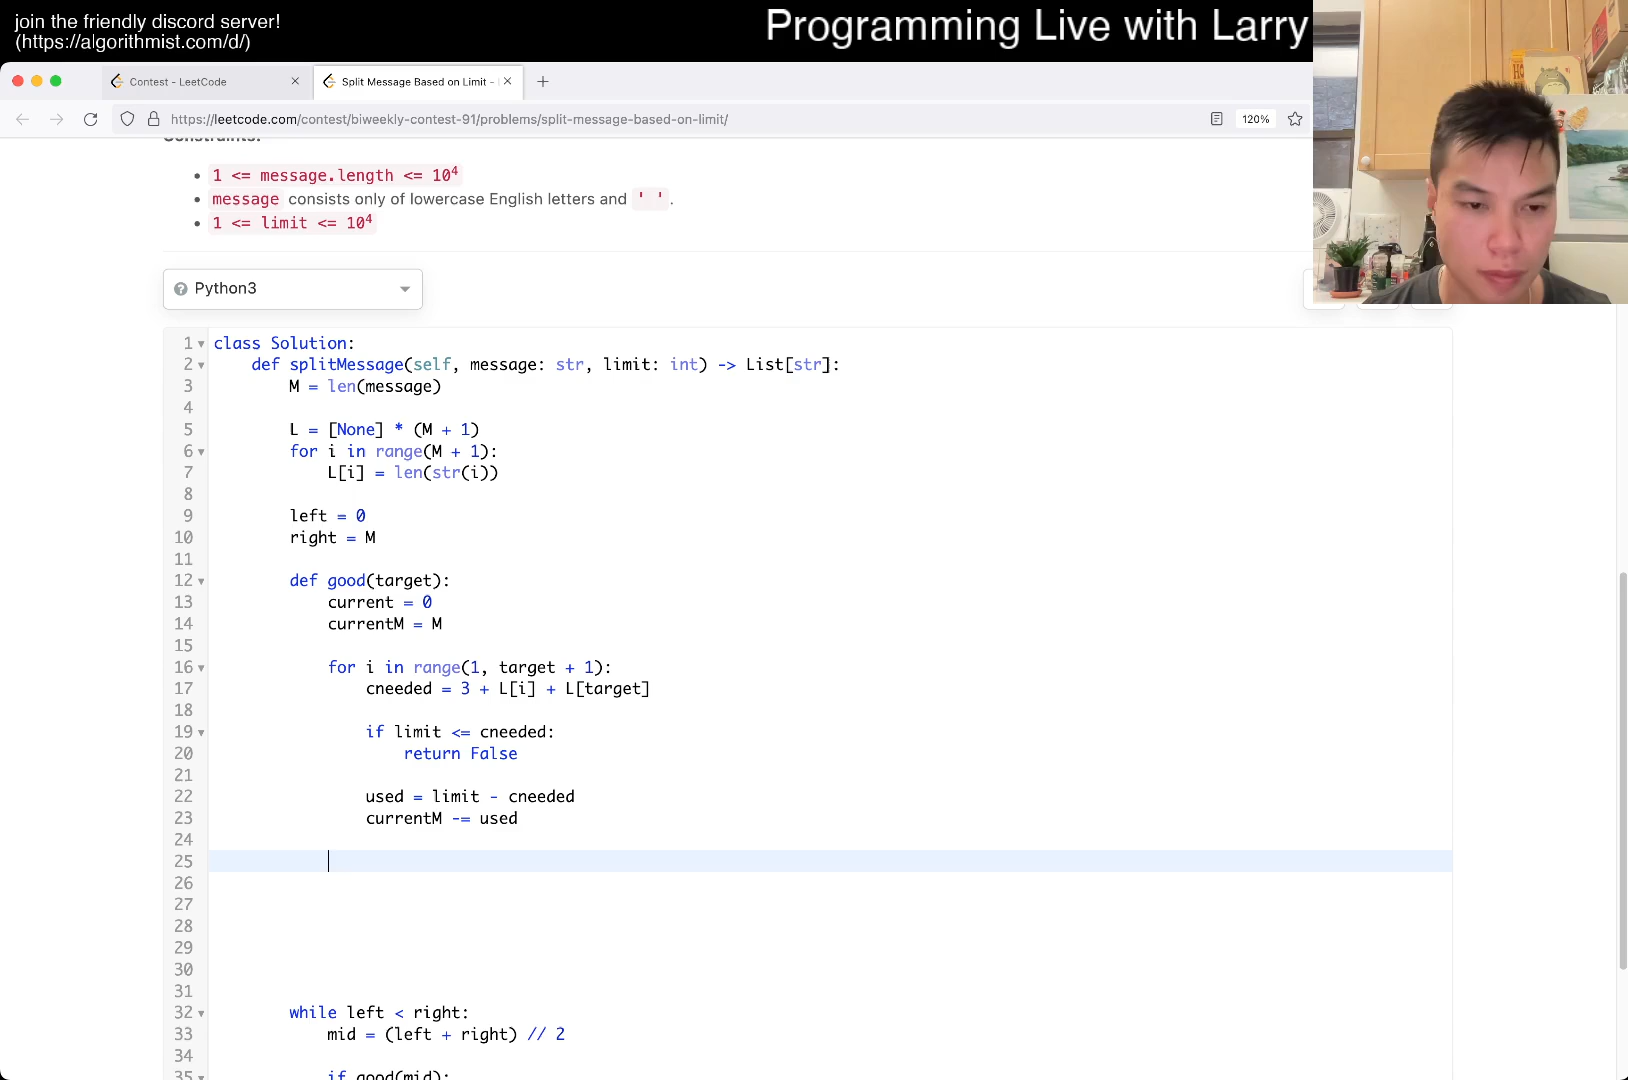 join the friendly discord server!
(https://algorithmist.com/d/)
Programming Live with Larry
Contest - LeetCode
Split Message Based on Limit -
https://leetcode.com/contest/biweekly-contest-91/problems/split-message-based-on-limit/
120%
Constraints:
1 <= message.length <= 10⁴
message consists only of lowercase English letters and ' '.
1 <= limit <= 10⁴
Python3
1 class Solution:
2 def splitMessage(self, message: str, limit: int) -> List[str]:
3 M = len(message)
4
5 L = [None] * (M + 1)
6 for i in range(M + 1):
7 L[i] = len(str(i))
8
9 left = 0
10 right = M
11
12 def good(target):
13 current = 0
14 currentM = M
15
16 for i in range(1, target + 1):
17 cneeded = 3 + L[i] + L[target]
18
19 if limit <= cneeded:
20 return False
21
22 used = limit - cneeded
23 currentM -= used
24
25
26
27
28
29
30
31
32 while left < right:
33 mid = (left + right) // 2
34
35 if good(mid):